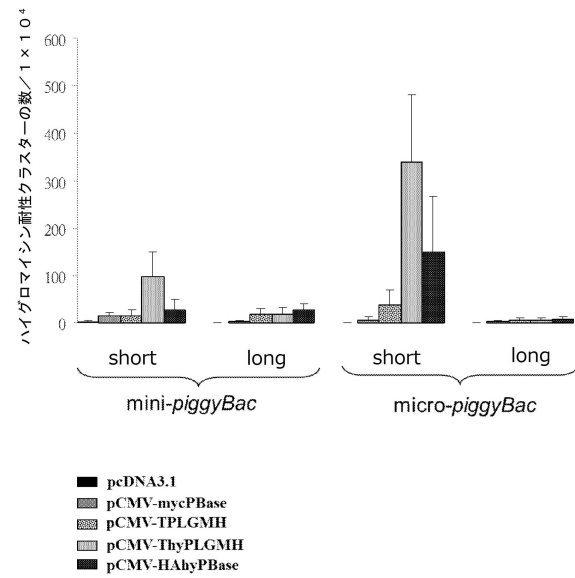 ハイグロマイシン耐性クラスターの数／1×10⁴
600
500
400
300
200
100
0
short
long
short
long
mini-piggyBac
micro-piggyBac
pcDNA3.1
pCMV-mycPBase
pCMV-TPLGMH
pCMV-ThyPLGMH
pCMV-HAhyPBase